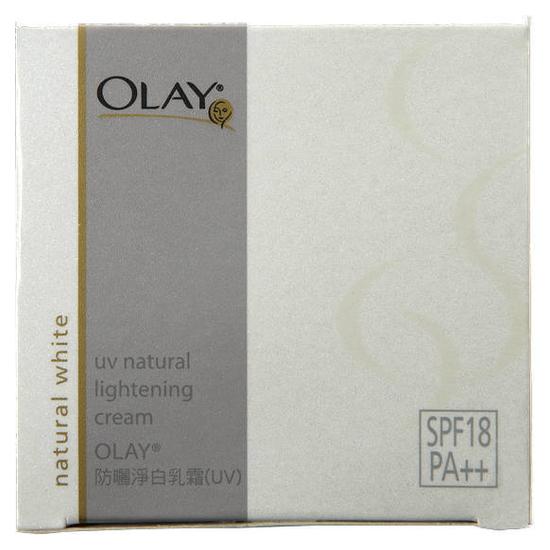 OLAY®
natural white
uv natural
lightening
cream
OLAY®
防曬淨白乳霜(UV)
SPF18
PA++